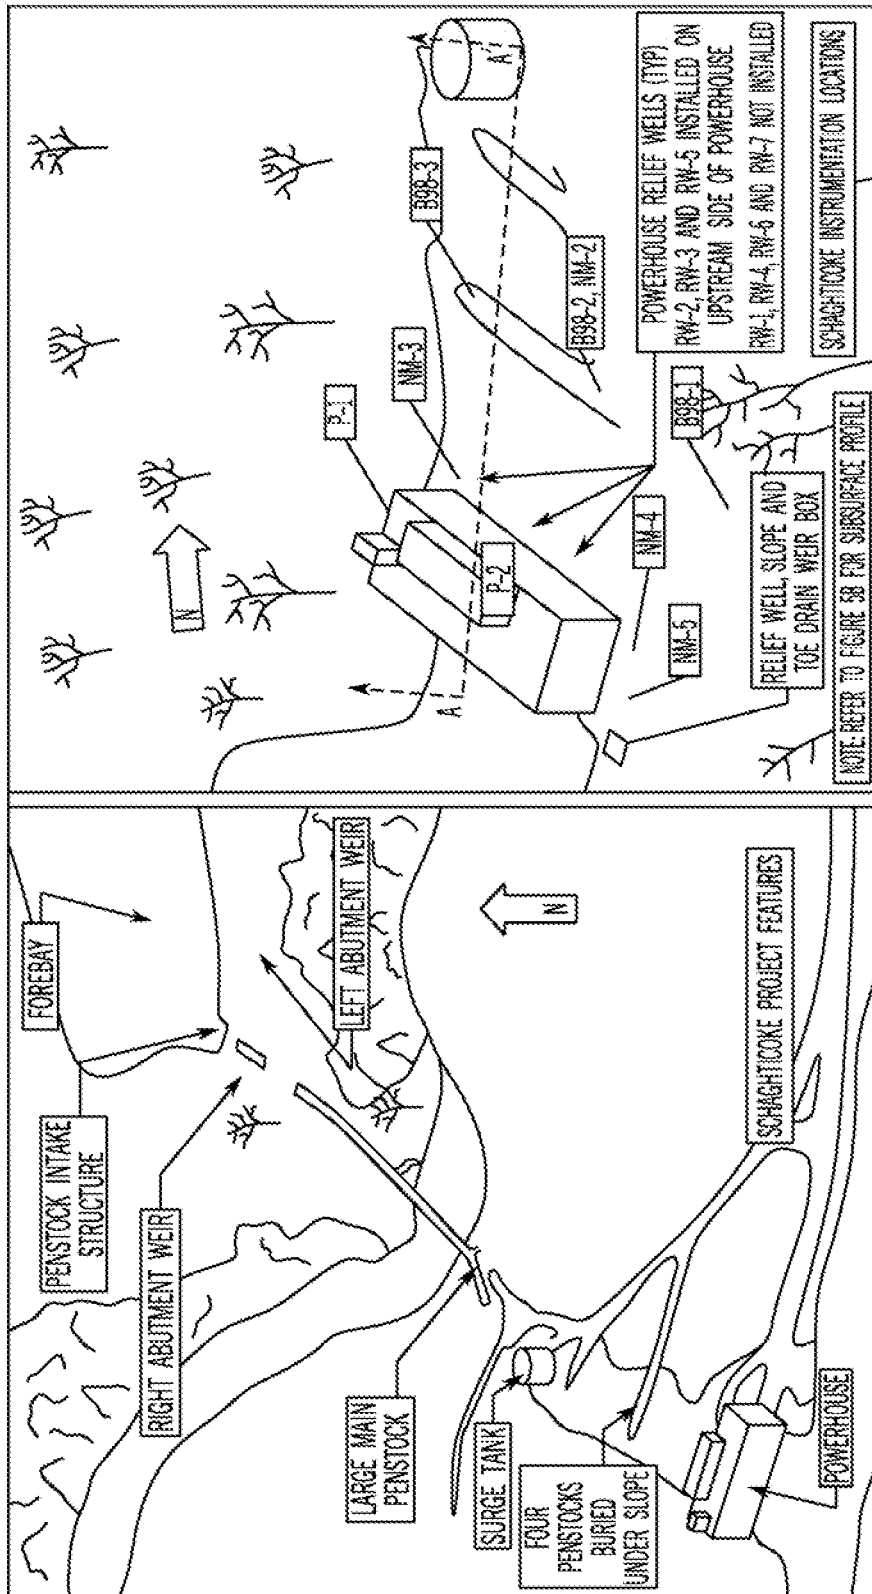 FOREBAY
PENSTOCK INTAKE
STRUCTURE
RIGHT ABUTMENT WEIR
LEFT ABUTMENT WEIR
N
LARGE MAIN
PENSTOCK
SURGE TANK
FOUR
PENSTOCKS
BURIED
UNDER SLOPE
POWERHOUSE
SCHAGHTICOKE PROJECT FEATURES
N
P-1
NM-3
B98-3
A
A'
P-2
B98-2, NM-2
NM-5
NM-4
B98-1
POWERHOUSE RELIEF WELLS (TYP)
RW-2, RW-3 AND RW-5 INSTALLED ON
UPSTREAM SIDE OF POWERHOUSE
RW-1, RW-4, RW-6 AND RW-7 NOT INSTALLED
RELIEF WELL, SLOPE AND
TOE DRAIN WEIR BOX
NOTE: REFER TO FIGURE 5B FOR SUBSURFACE PROFILE
SCHAGHTICOKE INSTRUMENTATION LOCATIONS